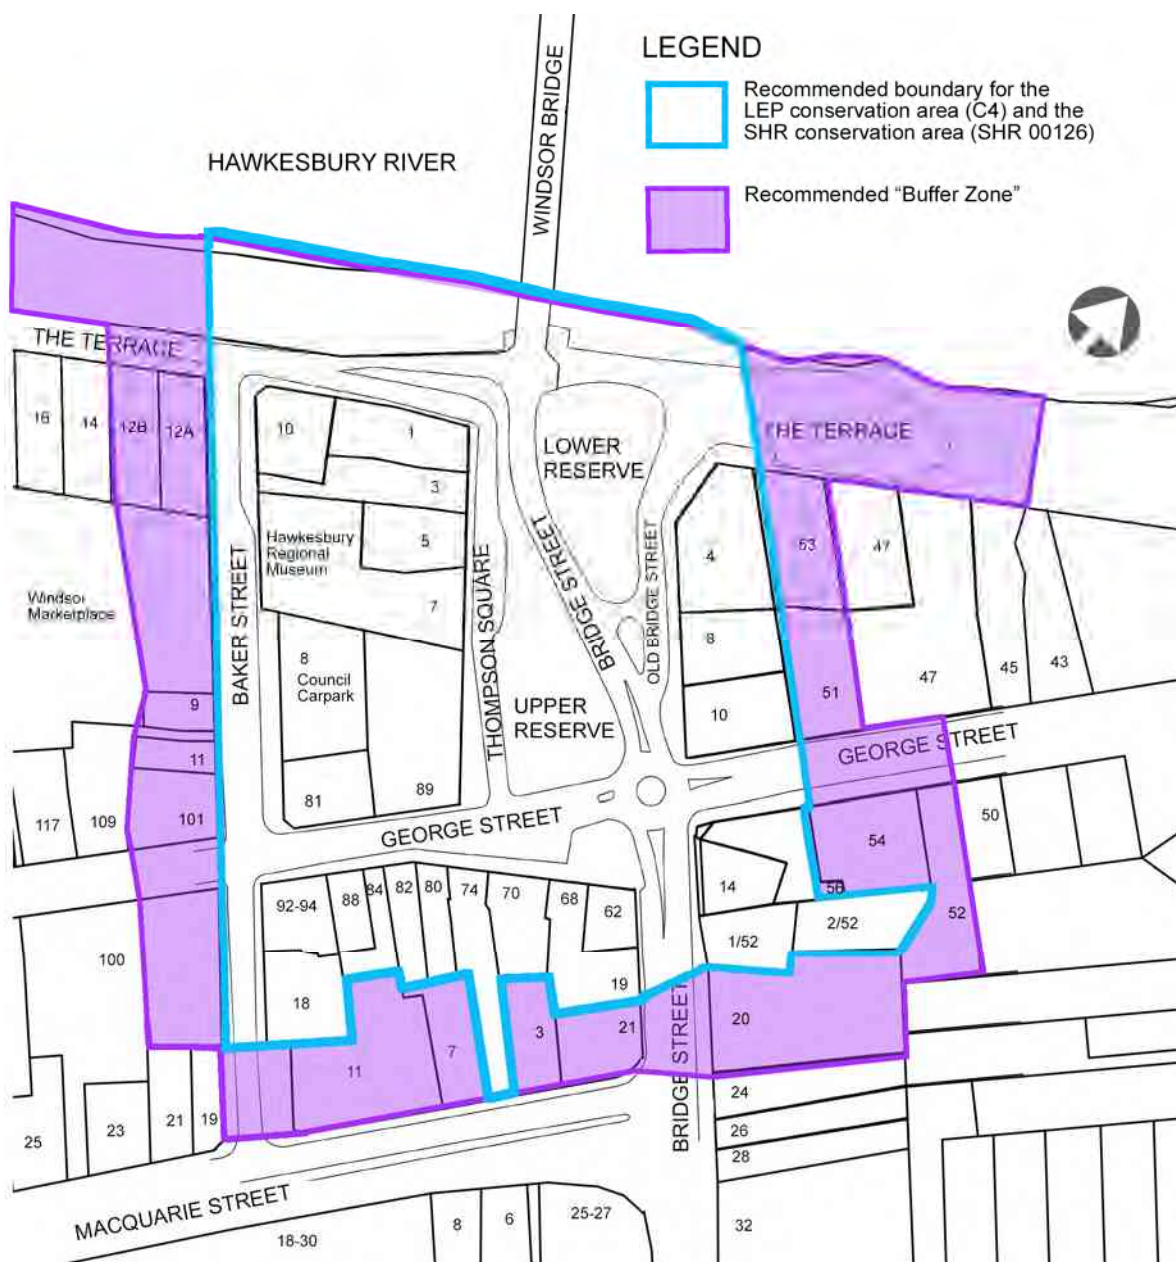 LEGEND
Recommended boundary for the
LEP conservation area (C4) and the
SHR conservation area (SHR 00126)
Recommended “Buffer Zone”
WINDSOR BRIDGE
HAWKESBURY RIVER
THE TERRACE
16
14
12B
12A
10
1
3
5
7
Hawkesbury
Regional
Museum
8
Council
Carpark
81
89
Windsor
Marketplace
BAKER STREET
THOMPSON SQUARE
LOWER
RESERVE
UPPER
RESERVE
BRIDGE STREET
OLD BRIDGE STREET
THE TERRACE
4
8
10
53
47
51
47
45
43
GEORGE STREET
9
11
101
109
117
GEORGE STREET
92-94
88
84
82
80
74
70
68
62
18
19
14
1/52
2/52
54
52
50
100
11
7
3
21
20
BRIDGE STREET
24
26
28
32
25
23
21
19
MACQUARIE STREET
18-30
8
6
25-27